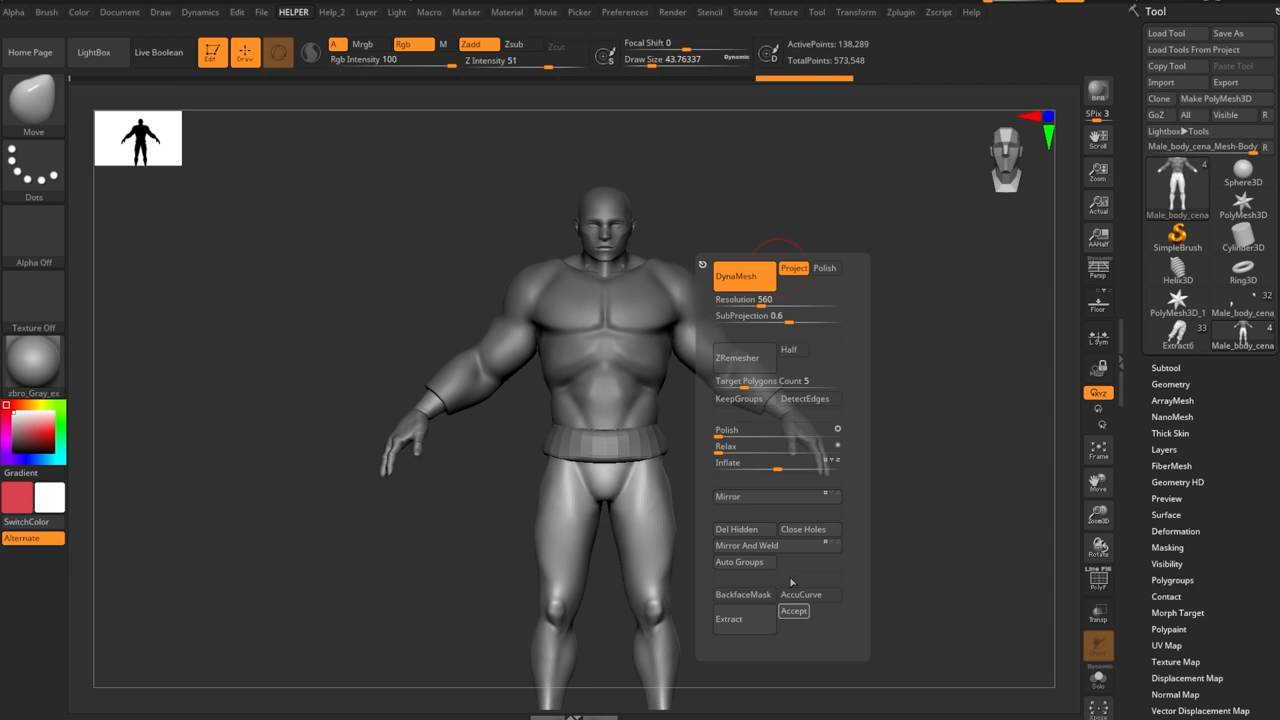 Alpha Brush Color Document Draw Dynamics Edit File HELPER Help_2 Layer Light Macro Marker Material Movie Picker Preferences Render Stencil Stroke Texture Tool Transform Zplugin Zscript Help
Home Page
LightBox
Live Boolean
Edit
Draw
A
Mrgb
Rgb
M
Rgb Intensity 100
Zadd
Zsub
Zcut
Z Intensity 51
S
Focal Shift 0
Draw Size 43.76337
Dynamic
D
ActivePoints: 138,289
TotalPoints: 573,548
Move
Dots
Alpha Off
Texture Off
zbro_Gray_ex
Gradient
SwitchColor
Alternate
DynaMesh
Project
Polish
Resolution 560
SubProjection 0.6
ZRemesher
Half
Target Polygons Count 5
KeepGroups
DetectEdges
Polish
Relax
Inflate
Mirror
Del Hidden
Close Holes
Mirror And Weld
Auto Groups
BackfaceMask
AccuCurve
Extract
Accept
BPR
SPix 3
Scroll
Zoom
Actual
AAHalf
Dynamic
Persp
Floor
L.Sym
XYZ
Frame
Move
Zoom3D
Rotate
Line Fill
PolyF
Transp
Dynamic
Solo
Xpose
Tool
Load Tool
Save As
Load Tools From Project
Copy Tool
Paste Tool
Import
Export
Clone
Make PolyMesh3D
GoZ
All
Visible
R
Lightbox▶Tools
Male_body_cena_Mesh-Body
R
4
Male_body_cena
Sphere3D
PolyMesh3D
SimpleBrush
Cylinder3D
Helix3D
Ring3D
PolyMesh3D_1
32
Male_body_cena
33
Extract6
4
Male_body_cena
Subtool
Geometry
ArrayMesh
NanoMesh
Thick Skin
Layers
FiberMesh
Geometry HD
Preview
Surface
Deformation
Masking
Visibility
Polygroups
Contact
Morph Target
Polypaint
UV Map
Texture Map
Displacement Map
Normal Map
Vector Displacement Map